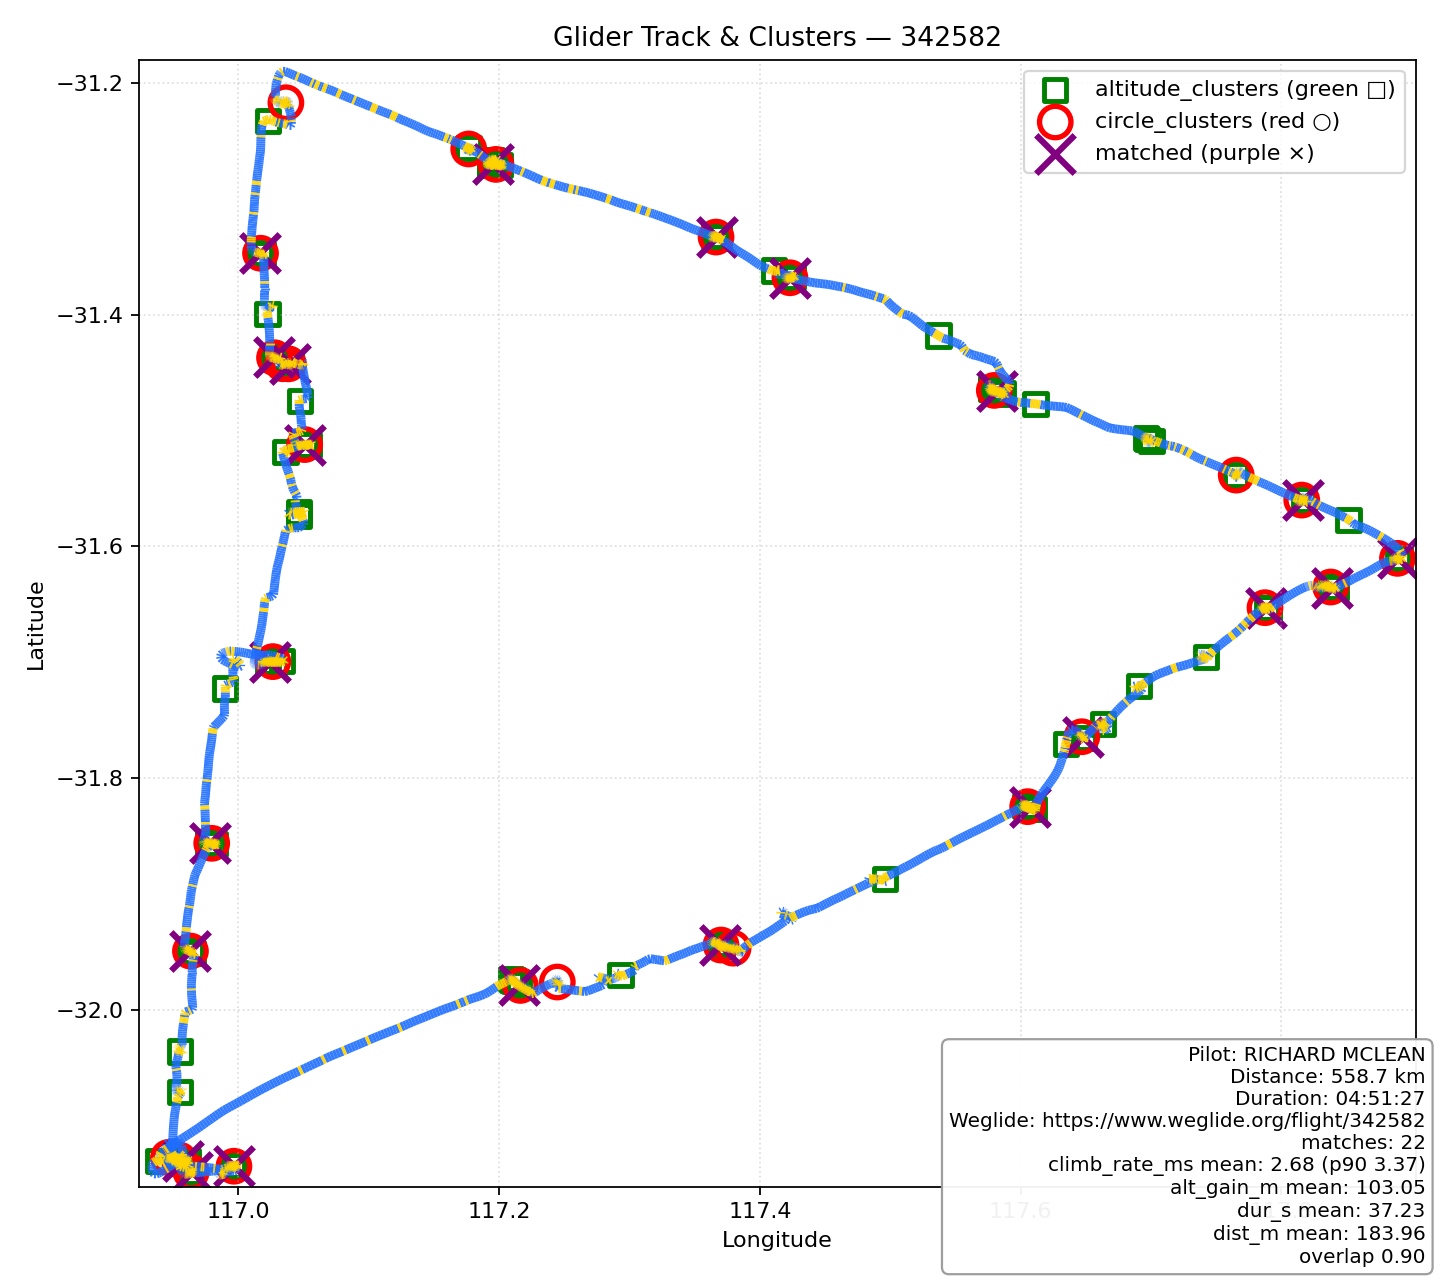 Glider Track & Clusters — 342582
altitude_clusters (green □)
circle_clusters (red ○)
matched (purple ×)
−31.2
−31.4
−31.6
−31.8
−32.0
Latitude
117.0
117.2
117.4
117.6
Longitude
Pilot: RICHARD MCLEAN
Distance: 558.7 km
Duration: 04:51:27
Weglide: https://www.weglide.org/flight/342582
matches: 22
climb_rate_ms mean: 2.68 (p90 3.37)
alt_gain_m mean: 103.05
dur_s mean: 37.23
dist_m mean: 183.96
overlap 0.90